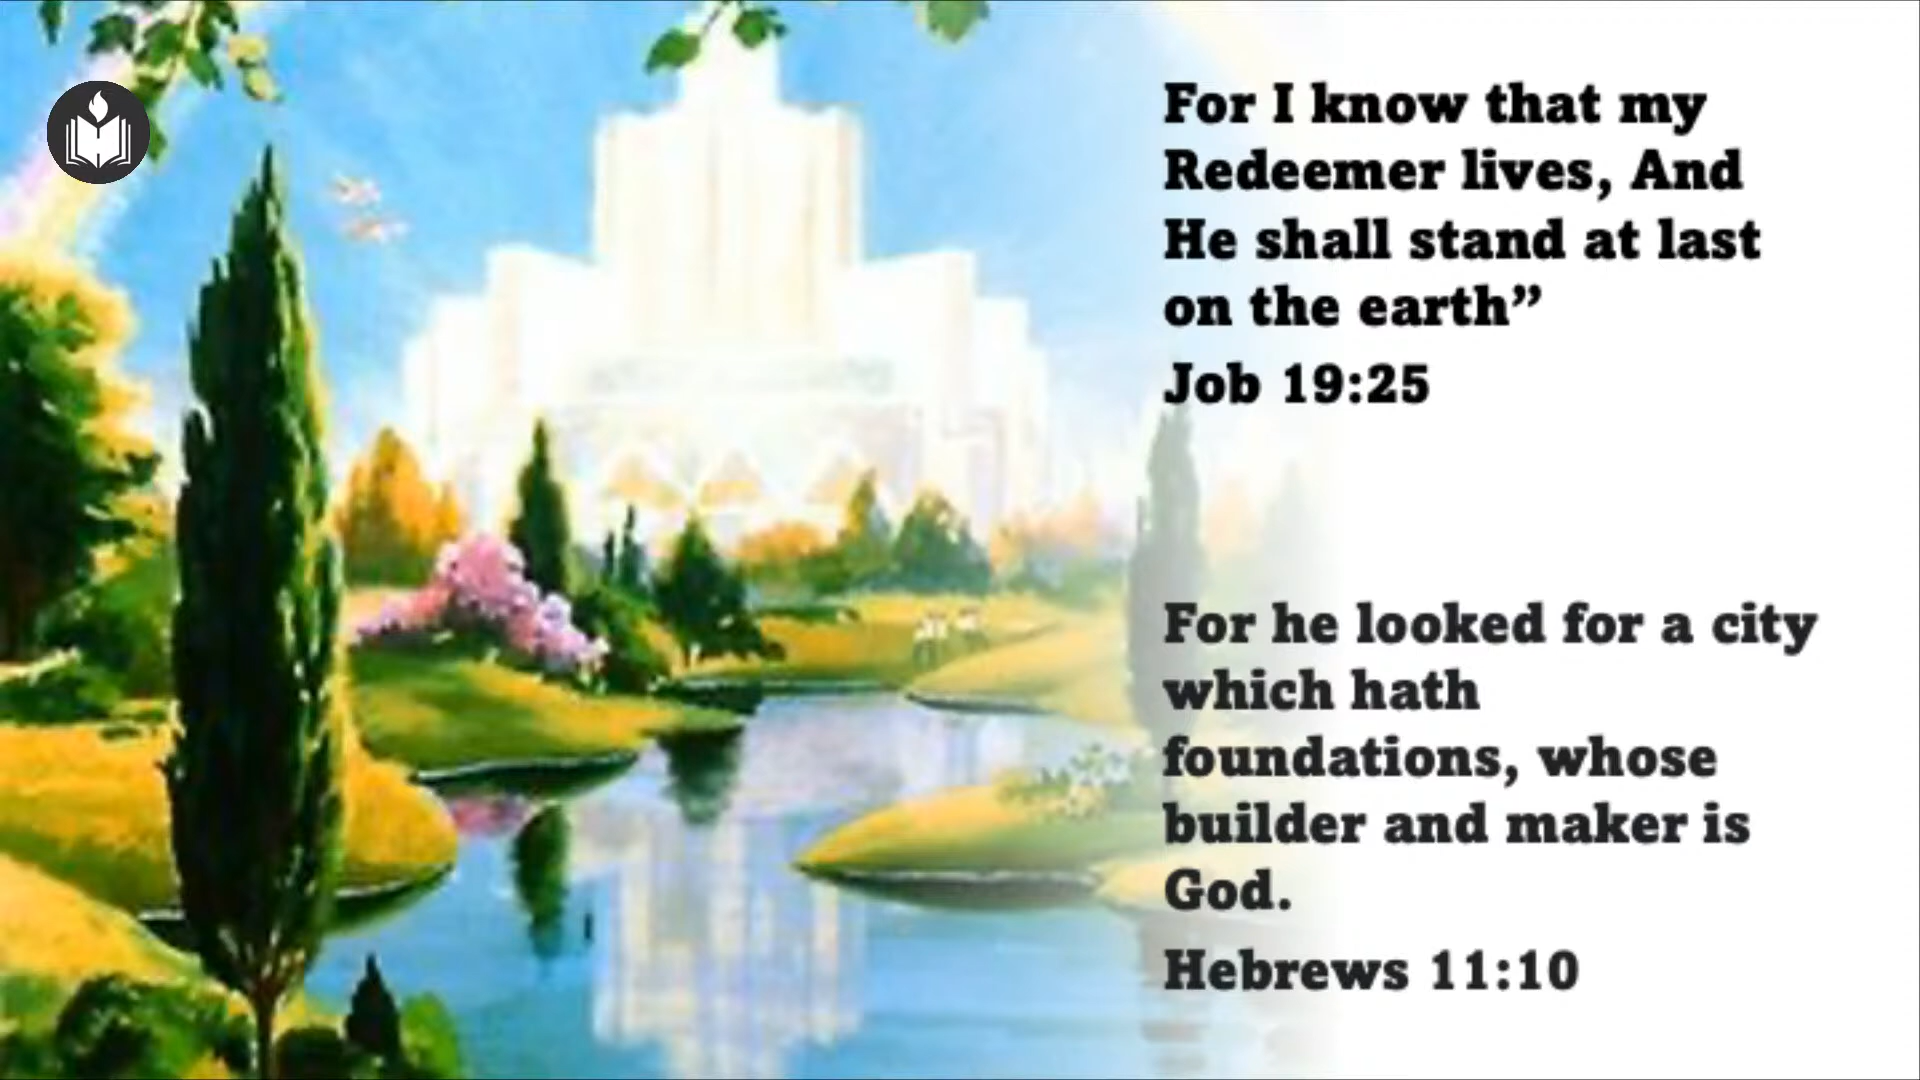 For I know that my
Redeemer lives, And
He shall stand at last
on the earth”
Job 19:25
For he looked for a city
which hath
foundations, whose
builder and maker is
God.
Hebrews 11:10